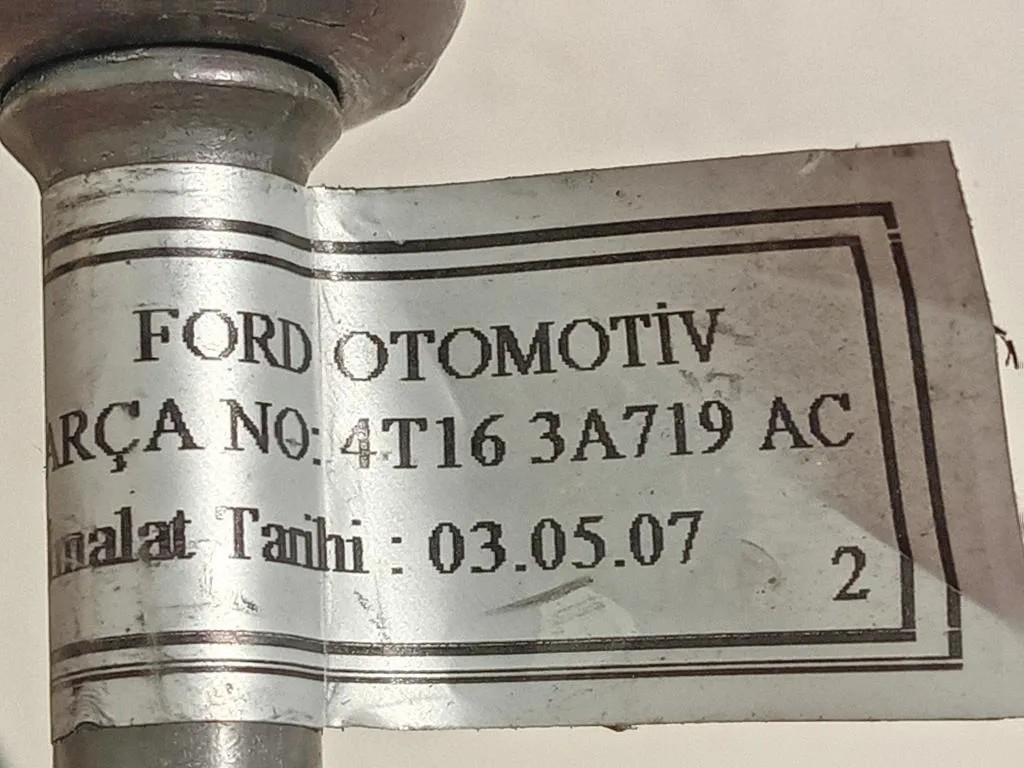 FORD OTOMOTİV
ARÇA NO: 4T16 3A719 AC
malat Tarihi : 03.05.07
2